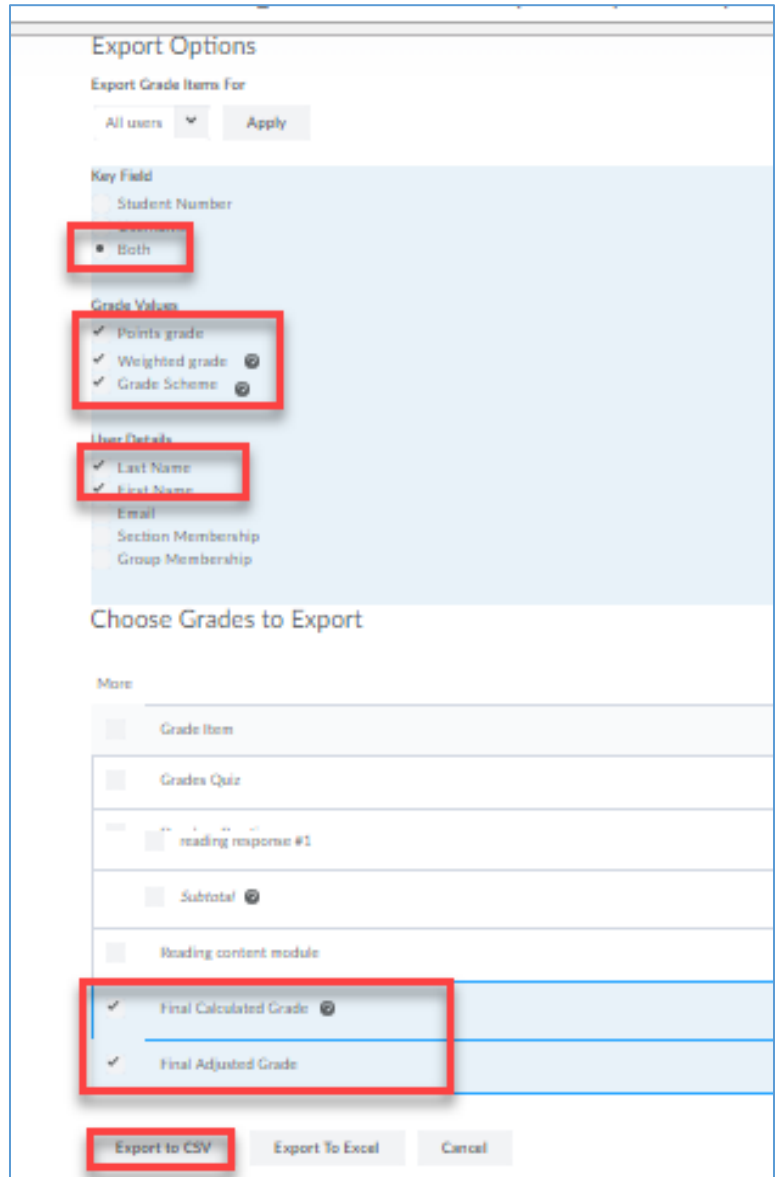 Export Options
Export Grade Items For
All users Apply
Key Field
Student Number
Both
Grade Values
Points grade
Weighted grade
Grade Scheme
User Details
Last Name
First Name
Email
Section Membership
Group Membership
Choose Grades to Export
More
Grade Item
Grades Quiz
reading response #1
Subtotal
Reading content module
Final Calculated Grade
Final Adjusted Grade
Export to CSV Export To Excel Cancel